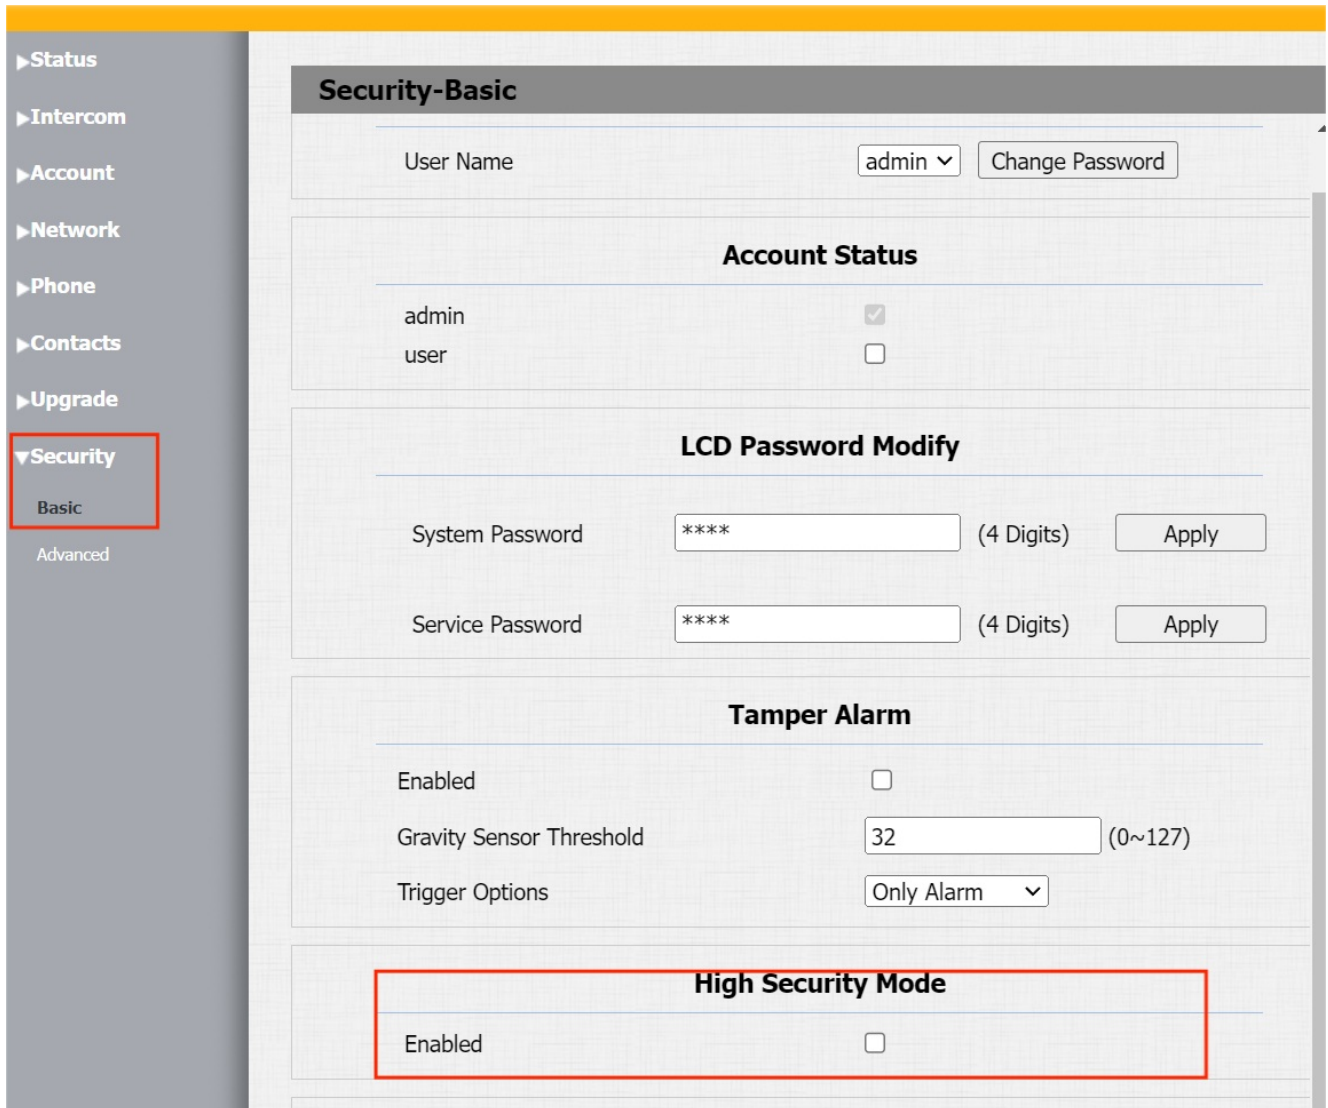 Status
Intercom
Account
Network
Phone
Contacts
Upgrade
Security
Basic
Advanced
Security-Basic
User Name admin Change Password
Account Status
admin
user
LCD Password Modify
System Password **** (4 Digits) Apply
Service Password **** (4 Digits) Apply
Tamper Alarm
Enabled
Gravity Sensor Threshold 32 (0~127)
Trigger Options Only Alarm
High Security Mode
Enabled